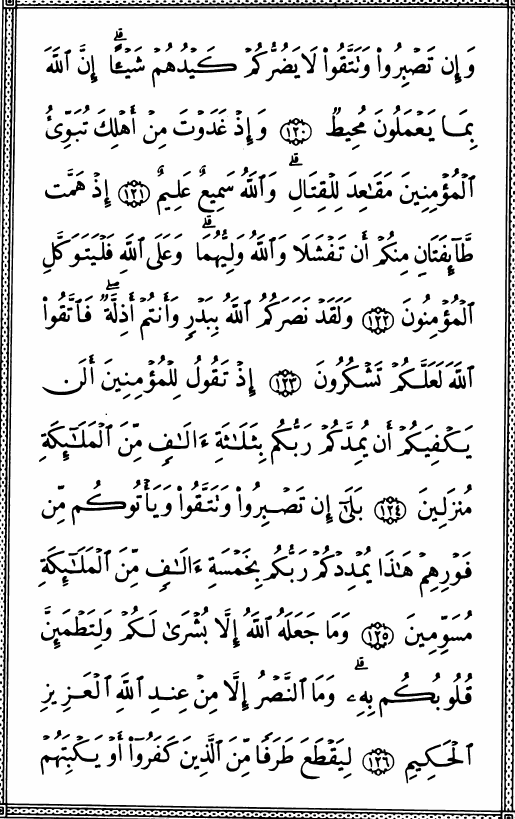 وَإِن تَصۡبِرُواْ وَتَتَّقُواْ لَا يَضُرُّكُمۡ كَيۡدُهُمۡ شَيۡـًٔاۗ إِنَّ ٱللَّهَ
بِمَا يَعۡمَلُونَ مُحِيطٞ ١٢٠ وَإِذۡ غَدَوۡتَ مِنۡ أَهۡلِكَ تُبَوِّئُ
ٱلۡمُؤۡمِنِينَ مَقَٰعِدَ لِلۡقِتَالِۗ وَٱللَّهُ سَمِيعٌ عَلِيمٌ ١٢١ إِذۡ هَمَّت
طَّآئِفَتَانِ مِنكُمۡ أَن تَفۡشَلَا وَٱللَّهُ وَلِيُّهُمَاۗ وَعَلَى ٱللَّهِ فَلۡيَتَوَكَّلِ
ٱلۡمُؤۡمِنُونَ ١٢٢ وَلَقَدۡ نَصَرَكُمُ ٱللَّهُ بِبَدۡرٖ وَأَنتُمۡ أَذِلَّةٞۖ فَٱتَّقُواْ
ٱللَّهَ لَعَلَّكُمۡ تَشۡكُرُونَ ١٢٣ إِذۡ تَقُولُ لِلۡمُؤۡمِنِينَ أَلَن
يَكۡفِيَكُمۡ أَن يُمِدَّكُمۡ رَبُّكُم بِثَلَٰثَةِ ءَالَٰفٖ مِّنَ ٱلۡمَلَٰٓئِكَةِ
مُنزَلِينَ ١٢٤ بَلَىٰٓۚ إِن تَصۡبِرُواْ وَتَتَّقُواْ وَيَأۡتُوكُم مِّن
فَوۡرِهِمۡ هَٰذَا يُمۡدِدۡكُمۡ رَبُّكُم بِخَمۡسَةِ ءَالَٰفٖ مِّنَ ٱلۡمَلَٰٓئِكَةِ
مُسَوِّمِينَ ١٢٥ وَمَا جَعَلَهُ ٱللَّهُ إِلَّا بُشۡرَىٰ لَكُمۡ وَلِتَطۡمَئِنَّ
قُلُوبُكُم بِهِۦۗ وَمَا ٱلنَّصۡرُ إِلَّا مِنۡ عِندِ ٱللَّهِ ٱلۡعَزِيزِ
ٱلۡحَكِيمِ ١٢٦ لِيَقۡطَعَ طَرَفٗا مِّنَ ٱلَّذِينَ كَفَرُوٓاْ أَوۡ يَكۡبِتَهُمۡ